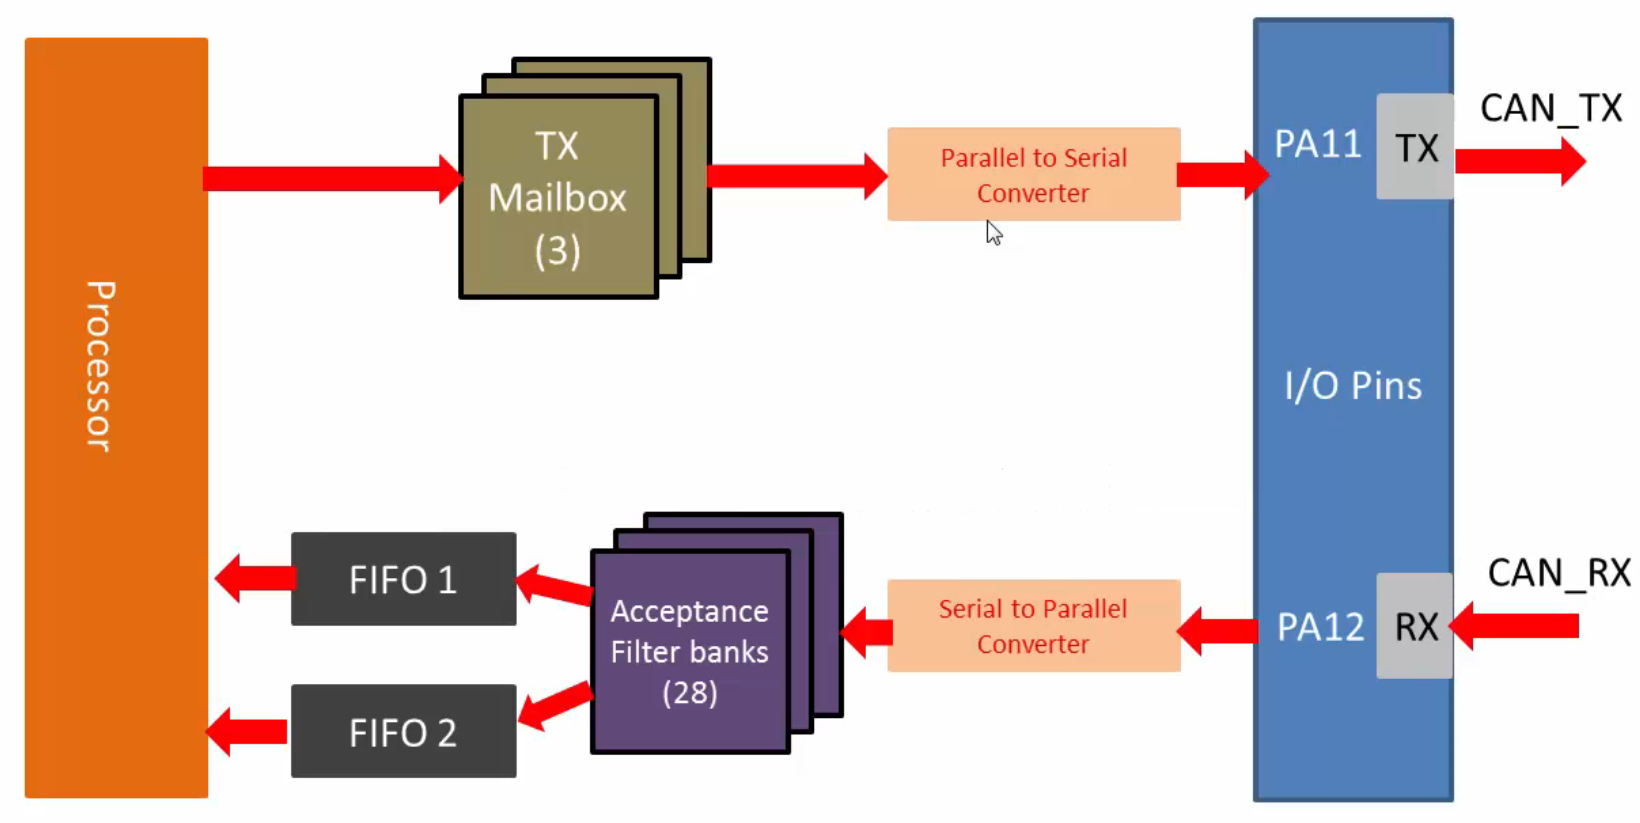 Processor
TX
Mailbox
(3)
Parallel to Serial
Converter
PA11
TX
CAN_TX
I/O Pins
FIFO 1
FIFO 2
Acceptance
Filter banks
(28)
Serial to Parallel
Converter
PA12
RX
CAN_RX